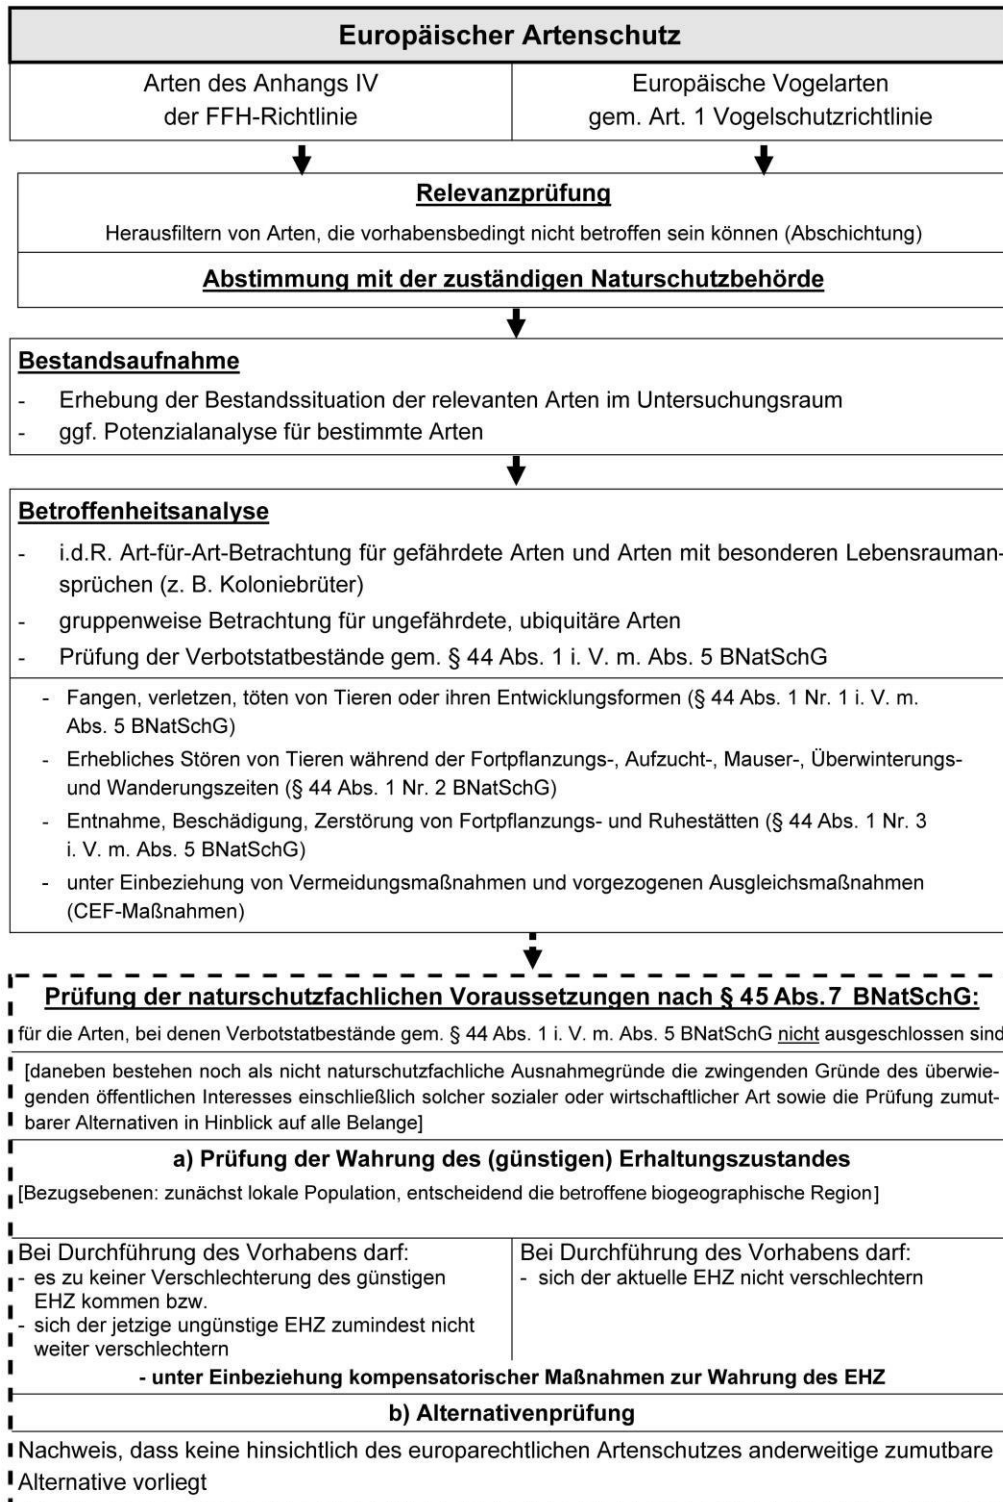 Europäischer Artenschutz
Arten des Anhangs IV
der FFH-Richtlinie
Europäische Vogelarten
gem. Art. 1 Vogelschutzrichtlinie
Relevanzprüfung
Herausfiltern von Arten, die vorhabensbedingt nicht betroffen sein können (Abschichtung)
Abstimmung mit der zuständigen Naturschutzbehörde
Bestandsaufnahme
- Erhebung der Bestandssituation der relevanten Arten im Untersuchungsraum
- ggf. Potenzialanalyse für bestimmte Arten
Betroffenheitsanalyse
- i.d.R. Art-für-Art-Betrachtung für gefährdete Arten und Arten mit besonderen Lebensrauman-
sprüchen (z. B. Koloniebrüter)
- gruppenweise Betrachtung für ungefährdete, ubiquitäre Arten
- Prüfung der Verbotstatbestände gem. § 44 Abs. 1 i. V. m. Abs. 5 BNatSchG
- Fangen, verletzen, töten von Tieren oder ihren Entwicklungsformen (§ 44 Abs. 1 Nr. 1 i. V. m.
Abs. 5 BNatSchG)
- Erhebliches Stören von Tieren während der Fortpflanzungs-, Aufzucht-, Mauser-, Überwinterungs-
und Wanderungszeiten (§ 44 Abs. 1 Nr. 2 BNatSchG)
- Entnahme, Beschädigung, Zerstörung von Fortpflanzungs- und Ruhestätten (§ 44 Abs. 1 Nr. 3
i. V. m. Abs. 5 BNatSchG)
- unter Einbeziehung von Vermeidungsmaßnahmen und vorgezogenen Ausgleichsmaßnahmen
(CEF-Maßnahmen)
Prüfung der naturschutzfachlichen Voraussetzungen nach § 45 Abs. 7 BNatSchG:
für die Arten, bei denen Verbotstatbestände gem. § 44 Abs. 1 i. V. m. Abs. 5 BNatSchG nicht ausgeschlossen sind
[daneben bestehen noch als nicht naturschutzfachliche Ausnahmegründe die zwingenden Gründe des überwie-
genden öffentlichen Interesses einschließlich solcher sozialer oder wirtschaftlicher Art sowie die Prüfung zumut-
barer Alternativen in Hinblick auf alle Belange]
a) Prüfung der Wahrung des (günstigen) Erhaltungszustandes
[Bezugsebenen: zunächst lokale Population, entscheidend die betroffene biogeographische Region]
Bei Durchführung des Vorhabens darf:
- es zu keiner Verschlechterung des günstigen
EHZ kommen bzw.
- sich der jetzige ungünstige EHZ zumindest nicht
weiter verschlechtern
Bei Durchführung des Vorhabens darf:
- sich der aktuelle EHZ nicht verschlechtern
- unter Einbeziehung kompensatorischer Maßnahmen zur Wahrung des EHZ
b) Alternativenprüfung
Nachweis, dass keine hinsichtlich des europarechtlichen Artenschutzes anderweitige zumutbare
Alternative vorliegt